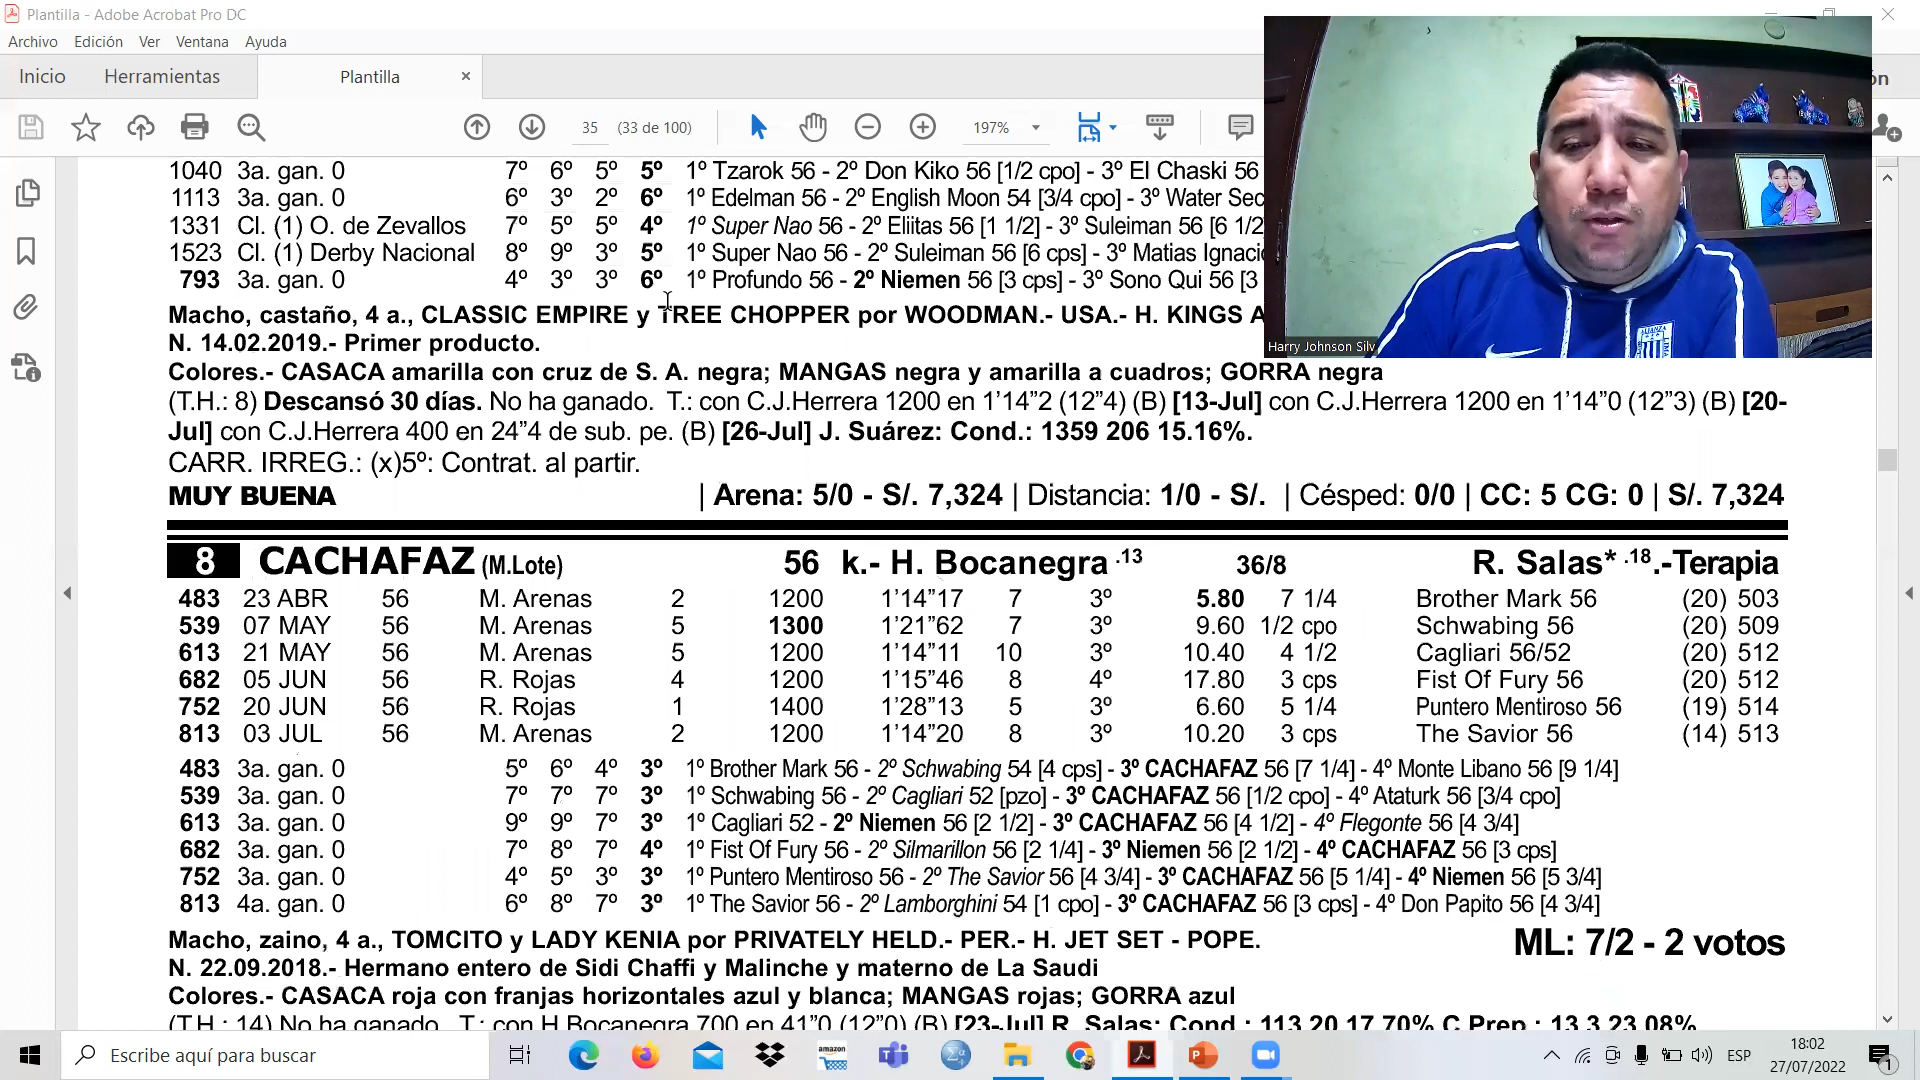 Plantilla - Adobe Acrobat Pro DC
Archivo Edición Ver Ventana Ayuda
Inicio Herramientas Plantilla × ón
35 (33 de 100) 197%
1040 3a. gan. 0 7º 6º 5º 5º 1º Tzarok 56 - 2º Don Kiko 56 [1/2 cpo] - 3º El Chaski 56
1113 3a. gan. 0 6º 3º 2º 6º 1º Edelman 56 - 2º English Moon 54 [3/4 cpo] - 3º Water Sec
1331 Cl. (1) O. de Zevallos 7º 5º 5º 4º 1º Super Nao 56 - 2º Eliitas 56 [1 1/2] - 3º Suleiman 56 [6 1/2
1523 Cl. (1) Derby Nacional 8º 9º 3º 5º 1º Super Nao 56 - 2º Suleiman 56 [6 cps] - 3º Matias Ignaci
793 3a. gan. 0 4º 3º 3º 6º 1º Profundo 56 - 2º Niemen 56 [3 cps] - 3º Sono Qui 56 [3
Harry Johnson Silv
ALIANZA
LIMA
Macho, castaño, 4 a., CLASSIC EMPIRE y TREE CHOPPER por WOODMAN.- USA.- H. KINGS A
N. 14.02.2019.- Primer producto.
Colores.- CASACA amarilla con cruz de S. A. negra; MANGAS negra y amarilla a cuadros; GORRA negra
(T.H.: 8) Descansó 30 días. No ha ganado. T.: con C.J.Herrera 1200 en 1’14”2 (12”4) (B) [13-Jul] con C.J.Herrera 1200 en 1’14”0 (12”3) (B) [20-
Jul] con C.J.Herrera 400 en 24”4 de sub. pe. (B) [26-Jul] J. Suárez: Cond.: 1359 206 15.16%.
CARR. IRREG.: (x)5º: Contrat. al partir.
MUY BUENA | Arena: 5/0 - S/. 7,324 | Distancia: 1/0 - S/. | Césped: 0/0 | CC: 5 CG: 0 | S/. 7,324
8 CACHAFAZ (M.Lote) 56 k.- H. Bocanegra .13 36/8 R. Salas* .18.-Terapia
483 23 ABR 56 M. Arenas 2 1200 1’14”17 7 3º 5.80 7 1/4 Brother Mark 56 (20) 503
539 07 MAY 56 M. Arenas 5 1300 1’21”62 7 3º 9.60 1/2 cpo Schwabing 56 (20) 509
613 21 MAY 56 M. Arenas 5 1200 1’14”11 10 3º 10.40 4 1/2 Cagliari 56/52 (20) 512
682 05 JUN 56 R. Rojas 4 1200 1’15”46 8 4º 17.80 3 cps Fist Of Fury 56 (20) 512
752 20 JUN 56 R. Rojas 1 1400 1’28”13 5 3º 6.60 5 1/4 Puntero Mentiroso 56 (19) 514
813 03 JUL 56 M. Arenas 2 1200 1’14”20 8 3º 10.20 3 cps The Savior 56 (14) 513
483 3a. gan. 0 5º 6º 4º 3º 1º Brother Mark 56 - 2º Schwabing 54 [4 cps] - 3º CACHAFAZ 56 [7 1/4] - 4º Monte Libano 56 [9 1/4]
539 3a. gan. 0 7º 7º 7º 3º 1º Schwabing 56 - 2º Cagliari 52 [pzo] - 3º CACHAFAZ 56 [1/2 cpo] - 4º Ataturk 56 [3/4 cpo]
613 3a. gan. 0 9º 9º 7º 3º 1º Cagliari 52 - 2º Niemen 56 [2 1/2] - 3º CACHAFAZ 56 [4 1/2] - 4º Flegonte 56 [4 3/4]
682 3a. gan. 0 7º 8º 7º 4º 1º Fist Of Fury 56 - 2º Silmarillon 56 [2 1/4] - 3º Niemen 56 [2 1/2] - 4º CACHAFAZ 56 [3 cps]
752 3a. gan. 0 4º 5º 3º 3º 1º Puntero Mentiroso 56 - 2º The Savior 56 [4 3/4] - 3º CACHAFAZ 56 [5 1/4] - 4º Niemen 56 [5 3/4]
813 4a. gan. 0 6º 8º 7º 3º 1º The Savior 56 - 2º Lamborghini 54 [1 cpo] - 3º CACHAFAZ 56 [3 cps] - 4º Don Papito 56 [4 3/4]
Macho, zaino, 4 a., TOMCITO y LADY KENIA por PRIVATELY HELD.- PER.- H. JET SET - POPE. ML: 7/2 - 2 votos
N. 22.09.2018.- Hermano entero de Sidi Chaffi y Malinche y materno de La Saudi
Colores.- CASACA roja con franjas horizontales azul y blanca; MANGAS rojas; GORRA azul
(T.H.: 14) No ha ganado. T.: con H.Bocanegra 700 en 41”0 (12”0) (B) [23-Jul] R. Salas: Cond.: 113 20 17.70% C.Prep.: 13 3 23.08%
Escribe aquí para buscar amazon ESP 18:02
27/07/2022 1